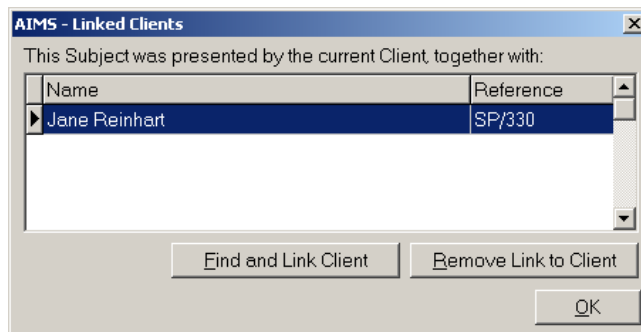 AIMS - Linked Clients
This Subject was presented by the current Client, together with:
Name Reference
Jane Reinhart SP/330
Find and Link Client Remove Link to Client
OK